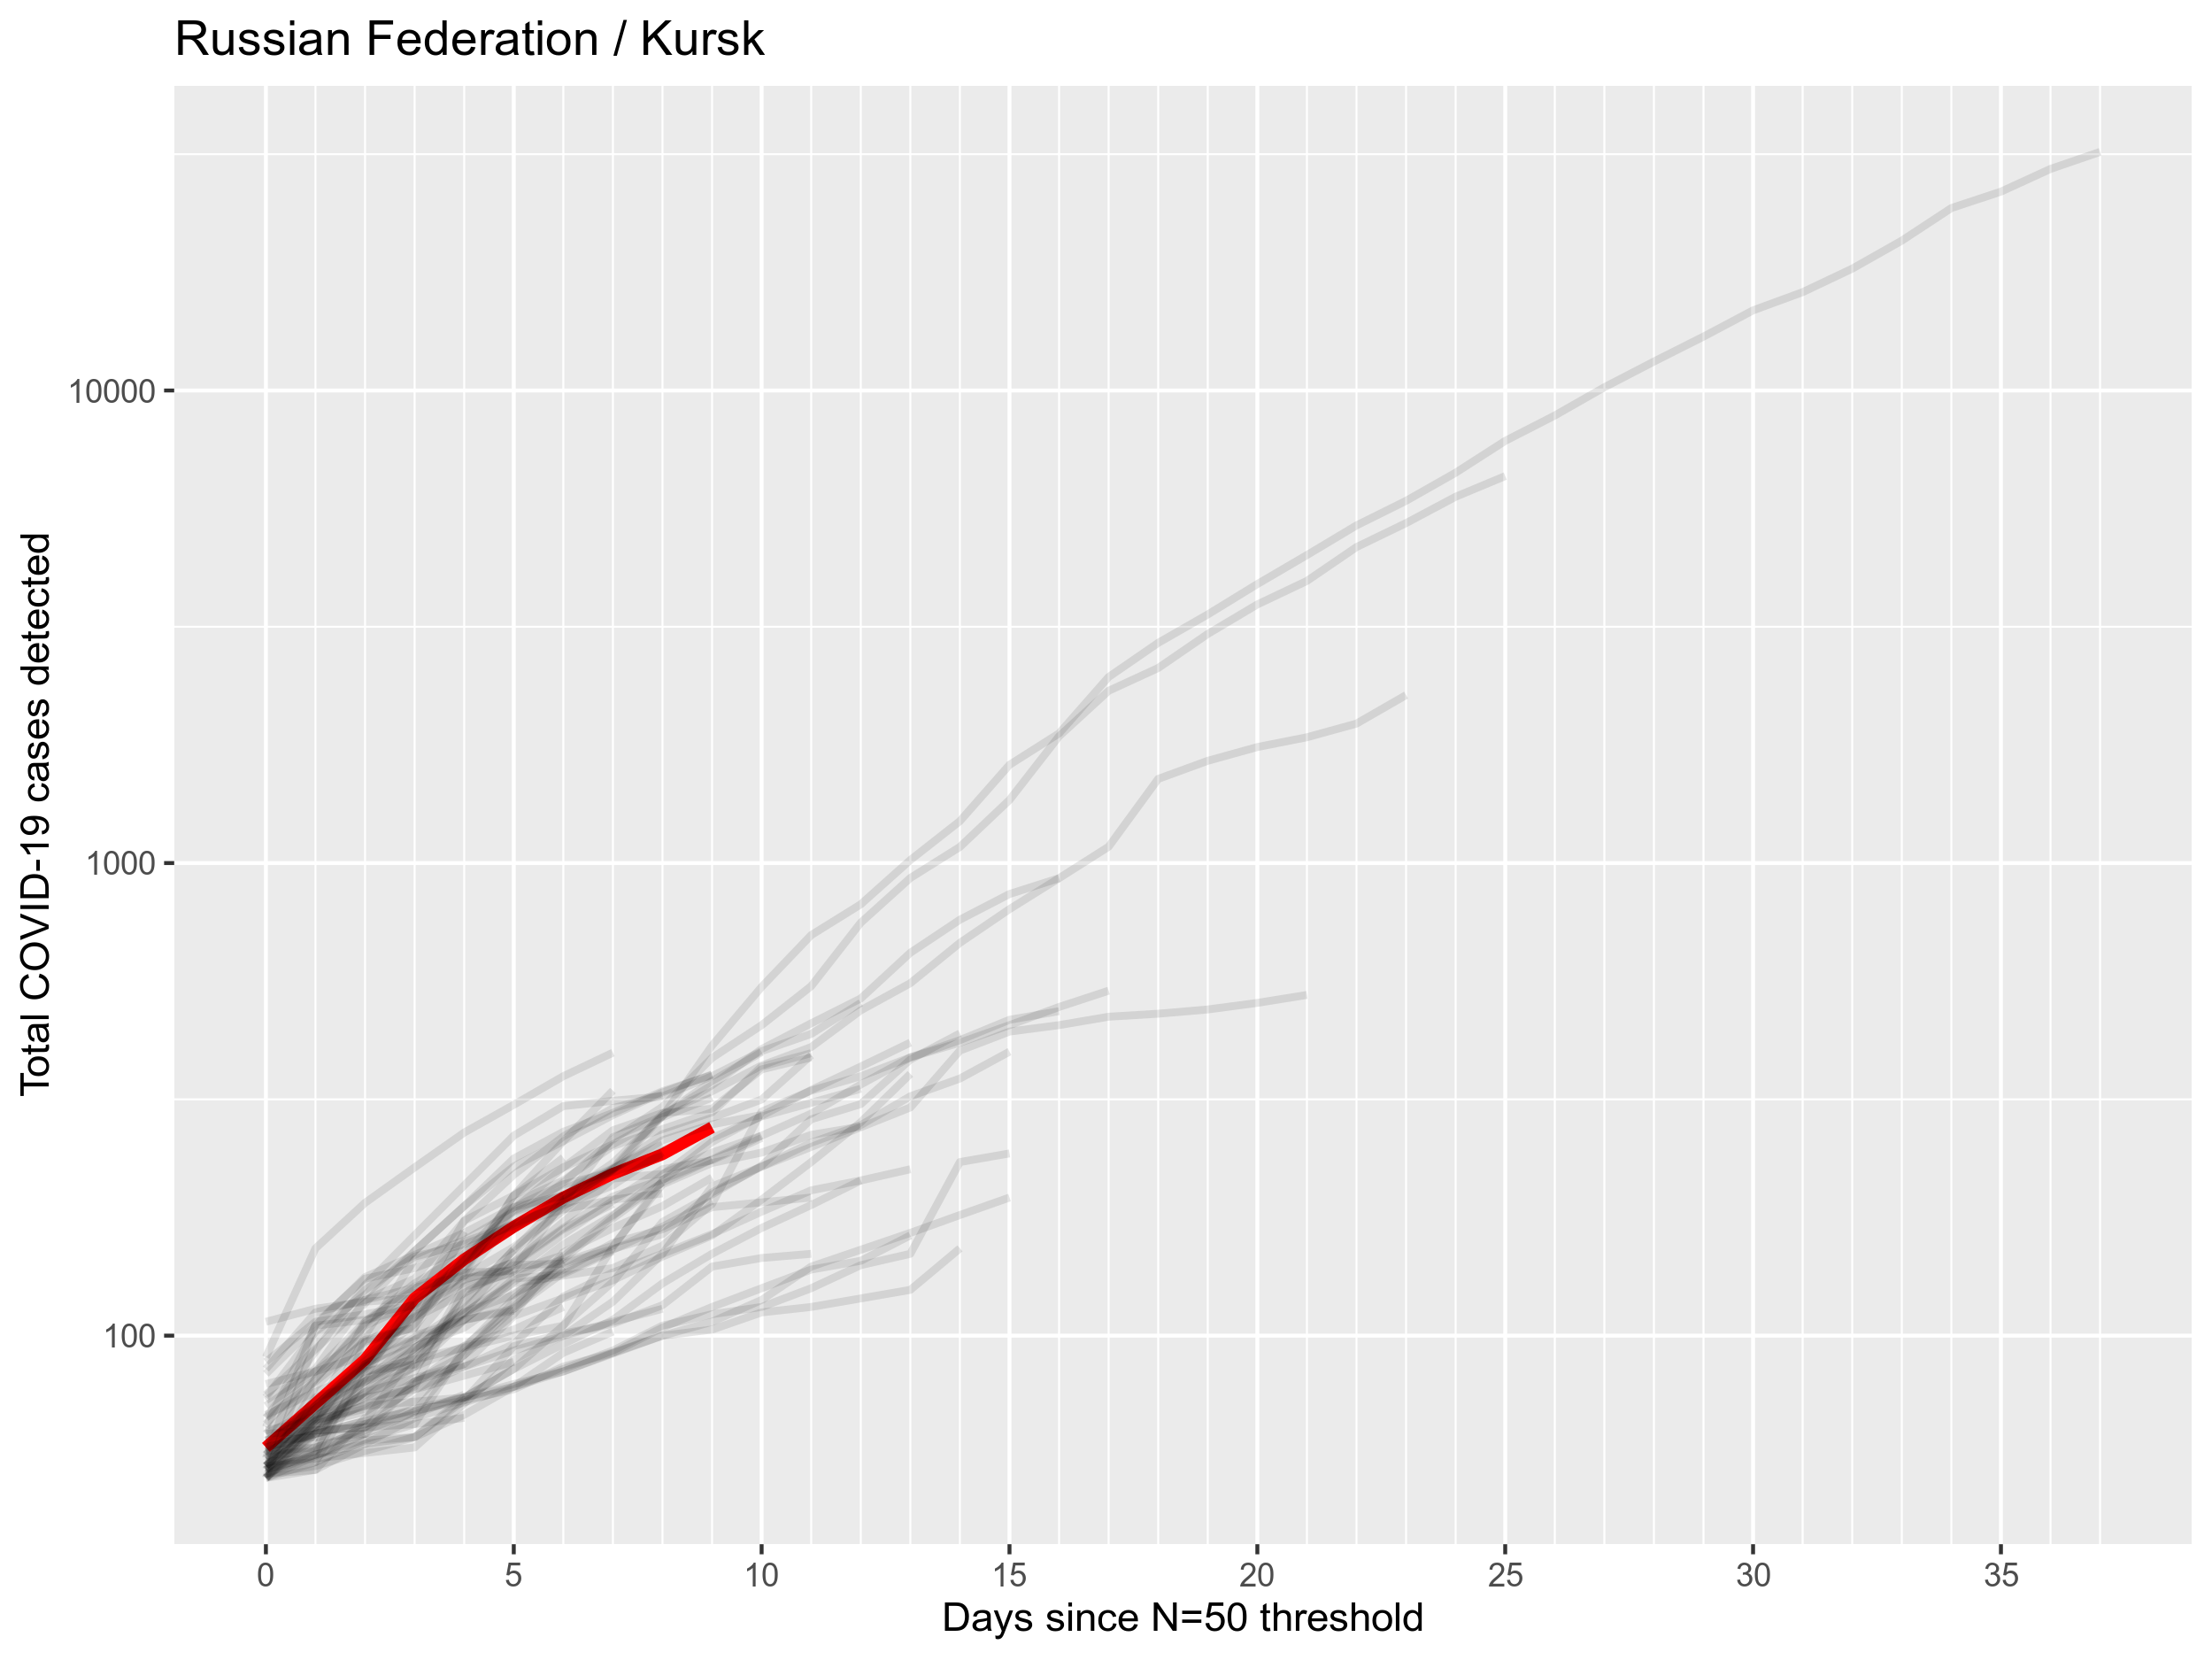 Russian Federation / Kursk
Total COVID-19 cases detected
10000
1000
100
0 5 10 15 20 25 30 35
Days since N=50 threshold